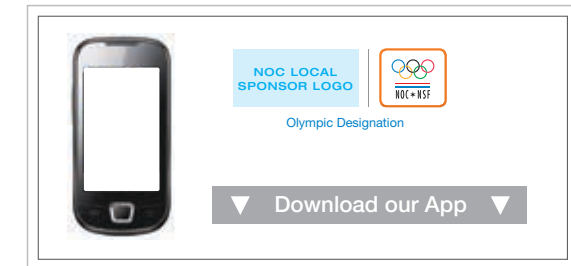 NOC LOCAL
SPONSOR LOGO
NOC*NSF
Olympic Designation
Download our App